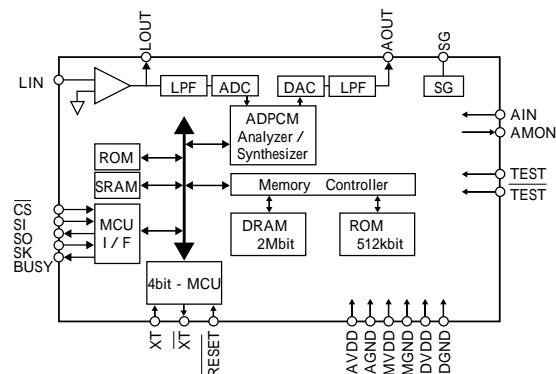 LOUT
AOUT
SG
LIN
LPF
ADC
DAC
LPF
SG
ADPCM
Analyzer /
Synthesizer
AIN
AMON
ROM
SRAM
Memory Controller
TEST
TEST
CS
SI
SO
SK
BUSY
MCU
I / F
DRAM
2Mbit
ROM
512kbit
4bit - MCU
XT
XT
RESET
AVDD
AGND
MVDD
MGND
DVDD
DGND